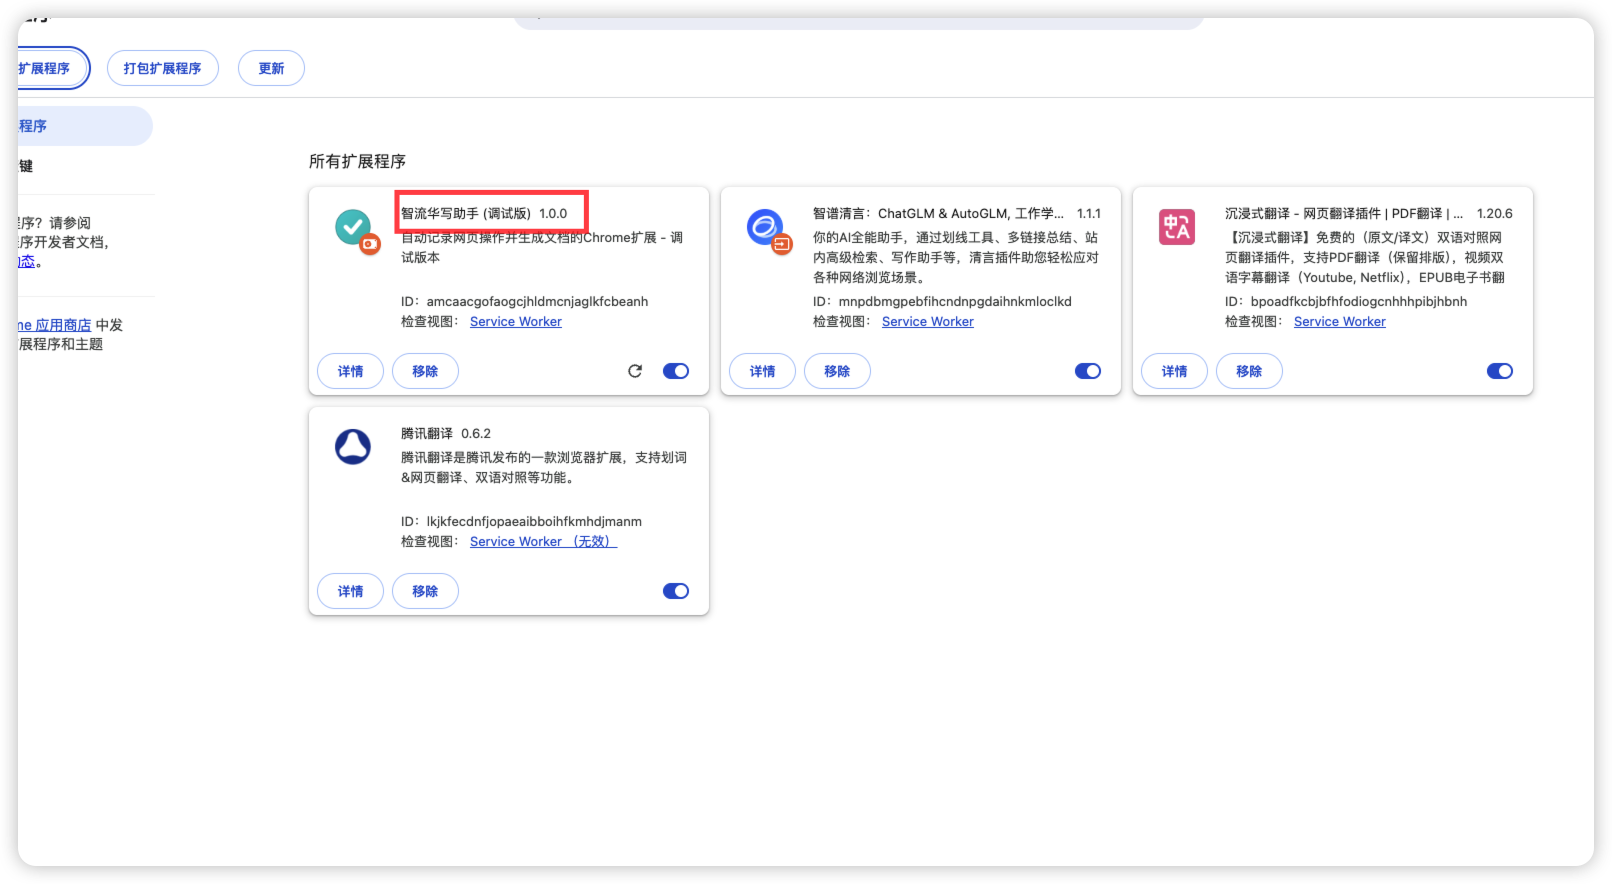 扩展程序
打包扩展程序
更新
程序
键
程序？请参阅
序开发者文档，
动态。
me 应用商店 中发
展程序和主题
所有扩展程序
智流华写助手 (调试版) 1.0.0
自动记录网页操作并生成文档的Chrome扩展 - 调
试版本
ID：amcaacgofaogcjhldmcnjaglkfcbeanh
检查视图： Service Worker
详情
移除
智谱清言：ChatGLM & AutoGLM, 工作学... 1.1.1
你的AI全能助手，通过划线工具、多链接总结、站
内高级检索、写作助手等，清言插件助您轻松应对
各种网络浏览场景。
ID：mnpdbmgpebfihcndnpgdaihnkmloclkd
检查视图： Service Worker
详情
移除
中 A
沉浸式翻译 - 网页翻译插件 | PDF翻译 | ... 1.20.6
【沉浸式翻译】免费的（原文/译文）双语对照网
页翻译插件，支持PDF翻译（保留排版），视频双
语字幕翻译（Youtube, Netflix），EPUB电子书翻
ID：bpoadfkcbjbfhfodiogcnhhhpibjhbnh
检查视图： Service Worker
详情
移除
腾讯翻译 0.6.2
腾讯翻译是腾讯发布的一款浏览器扩展，支持划词
&网页翻译、双语对照等功能。
ID：lkjkfecdnfjopaeaibboihfkmhdjmanm
检查视图： Service Worker （无效）
详情
移除